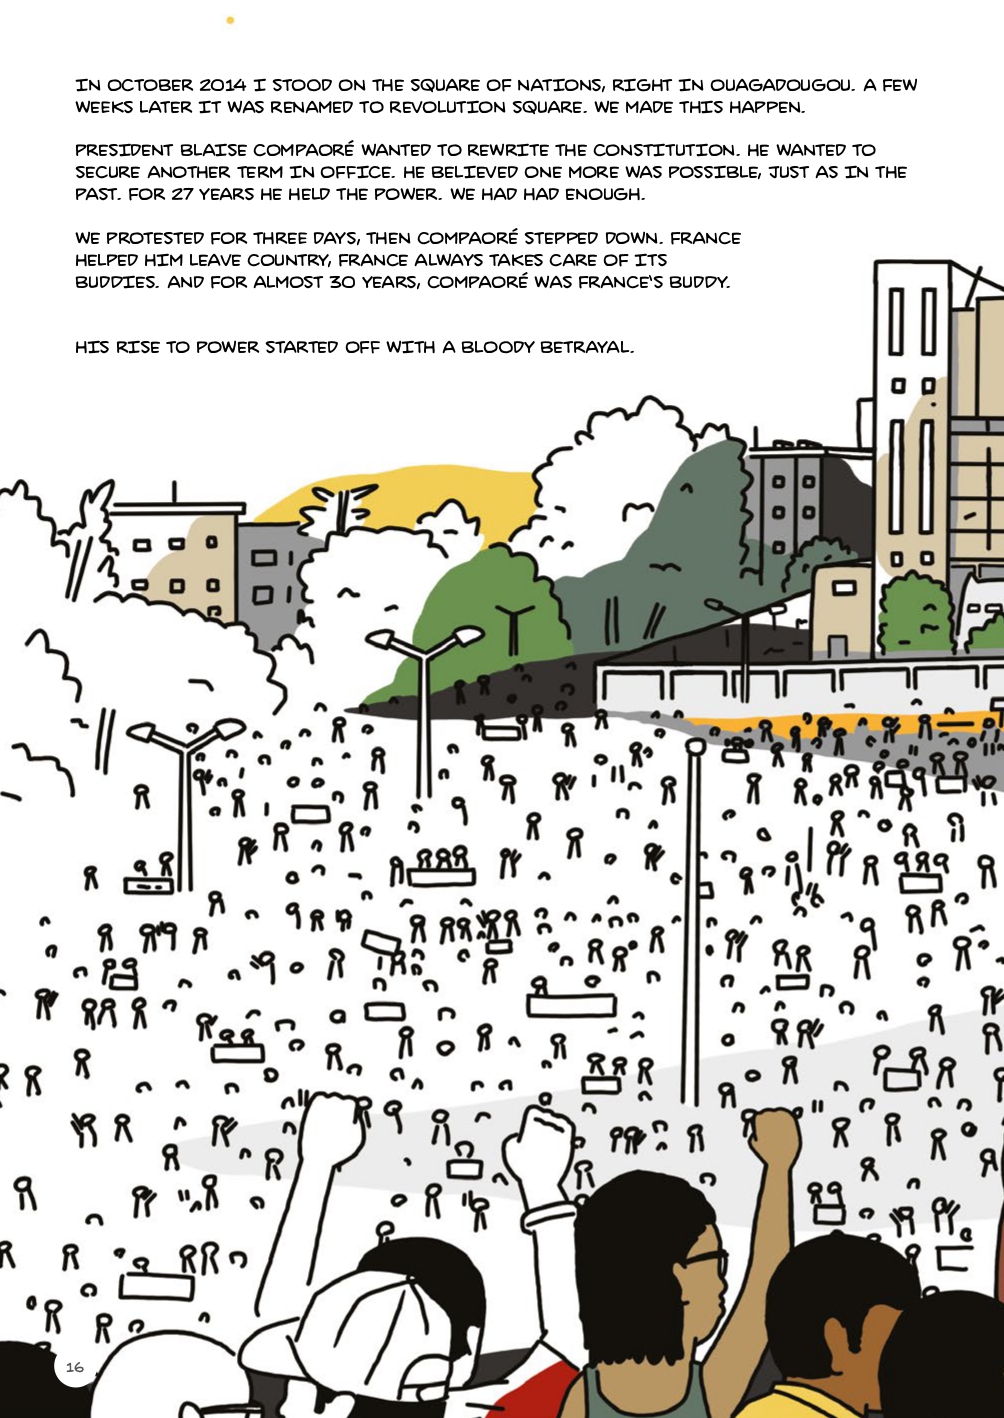 IN OCTOBER 2014 I STOOD ON THE SQUARE OF NATIONS, RIGHT IN OUAGADOUGOU. A FEW
WEEKS LATER IT WAS RENAMED TO REVOLUTION SQUARE. WE MADE THIS HAPPEN.
PRESIDENT BLAISE COMPAORÉ WANTED TO REWRITE THE CONSTITUTION. HE WANTED TO
SECURE ANOTHER TERM IN OFFICE. HE BELIEVED ONE MORE WAS POSSIBLE, JUST AS IN THE
PAST. FOR 27 YEARS HE HELD THE POWER. WE HAD HAD ENOUGH.
WE PROTESTED FOR THREE DAYS, THEN COMPAORÉ STEPPED DOWN. FRANCE
HELPED HIM LEAVE COUNTRY, FRANCE ALWAYS TAKES CARE OF ITS
BUDDIES. AND FOR ALMOST 30 YEARS, COMPAORÉ WAS FRANCE'S BUDDY.
HIS RISE TO POWER STARTED OFF WITH A BLOODY BETRAYAL.
16